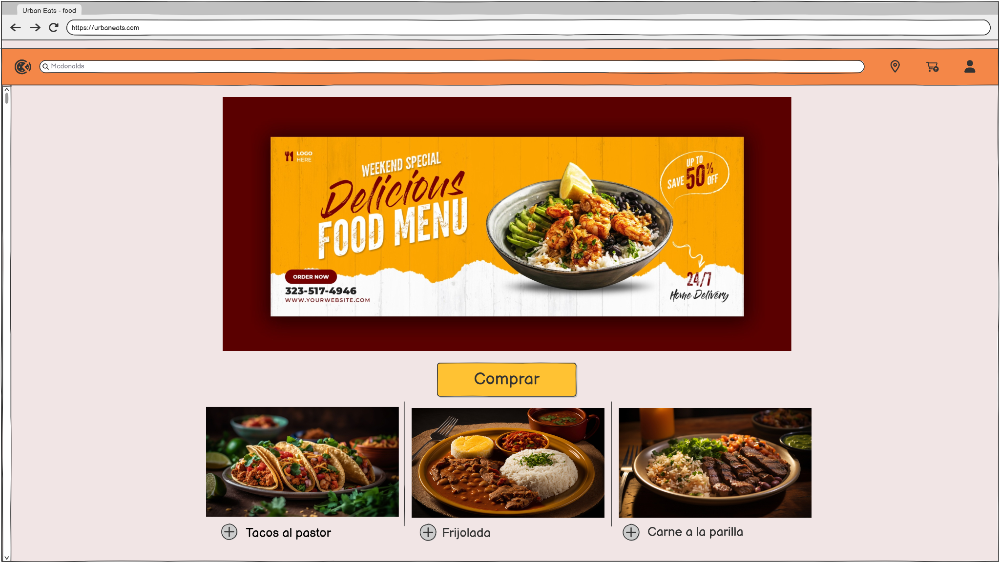 Urban Eats - food
https://urbaneats.com
Mcdonalds
LOGO
HERE
WEEKEND SPECIAL
Delicious
FOOD MENU
UP TO
SAVE 50% OFF
ORDER NOW
323-517-4946
WWW.YOURWEBSITE.COM
24/7
Home Delivery
Comprar
Tacos al pastor
Frijolada
Carne a la parilla